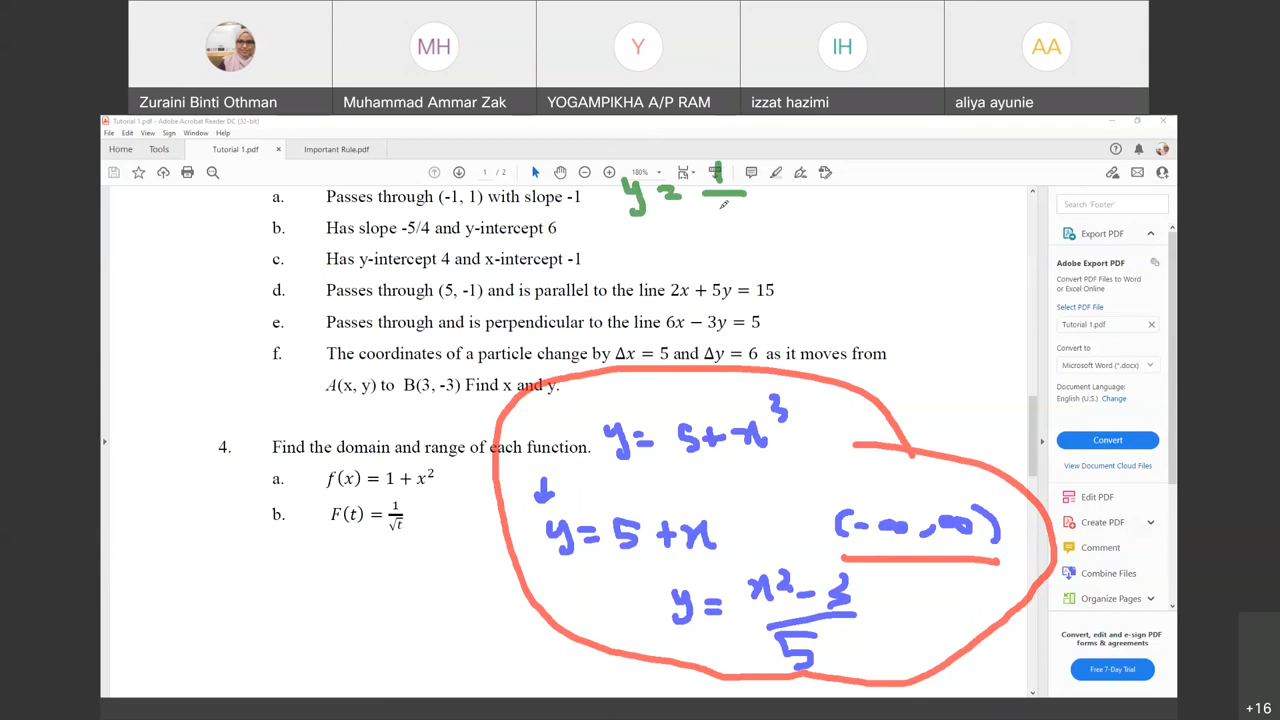 MH
Y
IH
AA
Zuraini Binti Othman
Muhammad Ammar Zak
YOGAMPIKHA A/P RAM
izzat hazimi
aliya ayunie
Tutorial 1.pdf - Adobe Acrobat Reader DC (32-bit)
File Edit View Sign Window Help
Home Tools Tutorial 1.pdf × Important Rule.pdf
1 / 2 180%
a. Passes through (-1, 1) with slope -1
y = 1
b. Has slope -5/4 and y-intercept 6
c. Has y-intercept 4 and x-intercept -1
d. Passes through (5, -1) and is parallel to the line 2x + 5y = 15
e. Passes through and is perpendicular to the line 6x − 3y = 5
f. The coordinates of a particle change by Δx = 5 and Δy = 6 as it moves from
A(x, y) to B(3, -3) Find x and y.
y = 5 + x³
4. Find the domain and range of each function.
a. f(x) = 1 + x²
b. F(t) = 1/√t
y = 5 + x
(-∞, ∞)
y = x² - 3 / 5
Search 'Footer'
Export PDF
Adobe Export PDF
Convert PDF Files to Word
or Excel Online
Select PDF File
Tutorial 1.pdf ×
Convert to
Microsoft Word (*.docx)
Document Language:
English (U.S.) Change
Convert
View Document Cloud Files
Edit PDF
Create PDF
Comment
Combine Files
Organize Pages
Convert, edit and e-sign PDF
forms & agreements
Free 7-Day Trial
+16